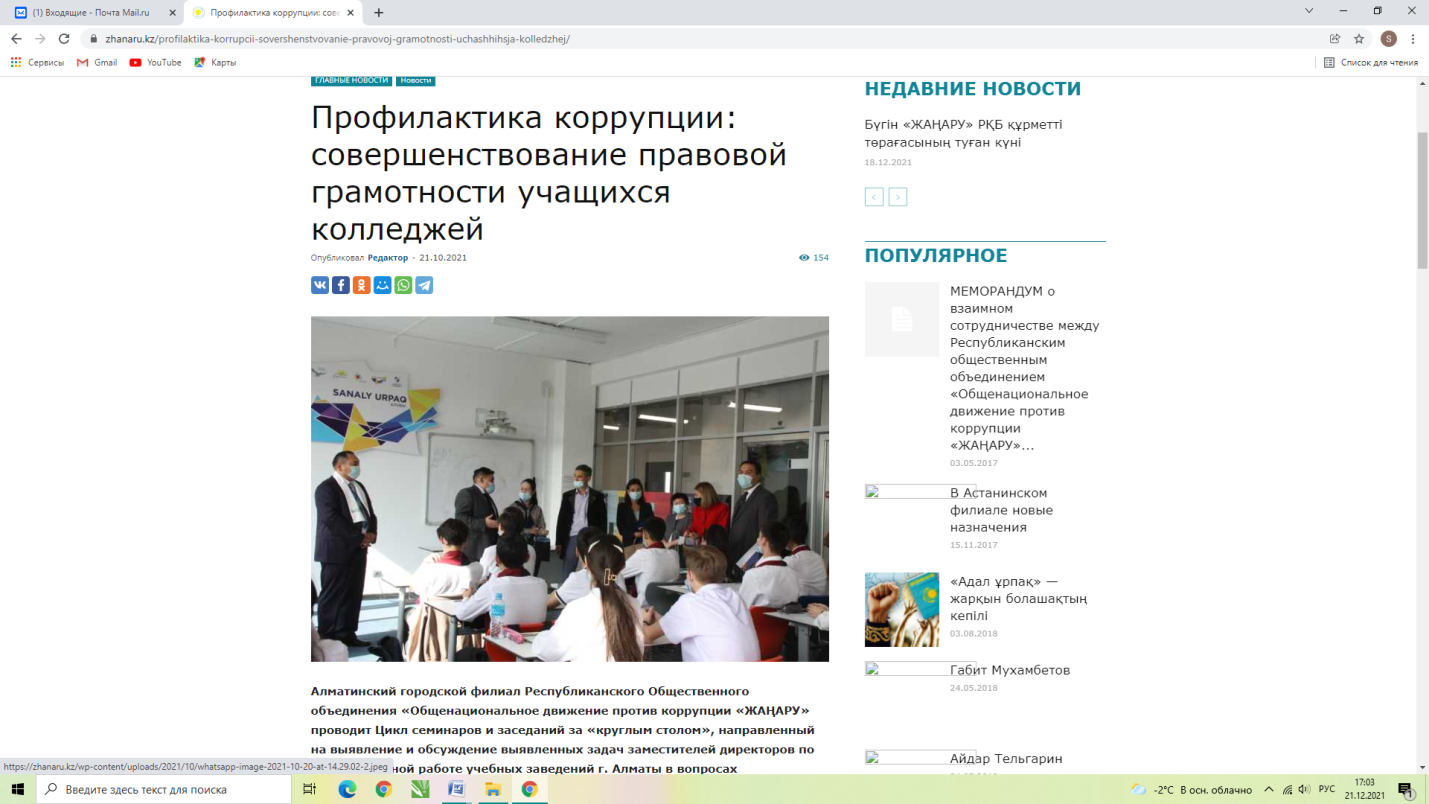 (1) Входящие - Почта Mail.ru
Профилактика коррупции: сове
zhanaru.kz/profilaktika-korrupcii-sovershenstvovanie-pravovoj-gramotnosti-uchashhihsja-kolledzhej/
S
Сервисы
Gmail
YouTube
Карты
Список для чтения
ГЛАВНЫЕ НОВОСТИ
Новости
Профилактика коррупции:
совершенствование правовой
грамотности учащихся
колледжей
Опубликовал Редактор - 21.10.2021
154
SANALY URPAQ
Алматинский городской филиал Республиканского Общественного
объединения «Общенациональное движение против коррупции «ЖАҢАРУ»
проводит Цикл семинаров и заседаний за «круглым столом», направленный
на выявление и обсуждение выявленных задач заместителей директоров по
ной работе учебных заведений г. Алматы в вопросах
НЕДАВНИЕ НОВОСТИ
Бүгін «ЖАҢАРУ» РҚБ құрметті
төрағасының туған күні
18.12.2021
ПОПУЛЯРНОЕ
МЕМОРАНДУМ о
взаимном
сотрудничестве между
Республиканским
общественным
объединением
«Общенациональное
движение против
коррупции
«ЖАҢАРУ»...
03.05.2017
В Астанинском
филиале новые
назначения
15.11.2017
«Адал ұрпақ» —
жарқын болашақтың
кепілі
03.08.2018
Габит Мухамбетов
24.05.2018
Айдар Тельгарин
https://zhanaru.kz/wp-content/uploads/2021/10/whatsapp-image-2021-10-20-at-14.29.02-2.jpeg
Введите здесь текст для поиска
-2°C В осн. облачно
РУС
17:03
21.12.2021
1